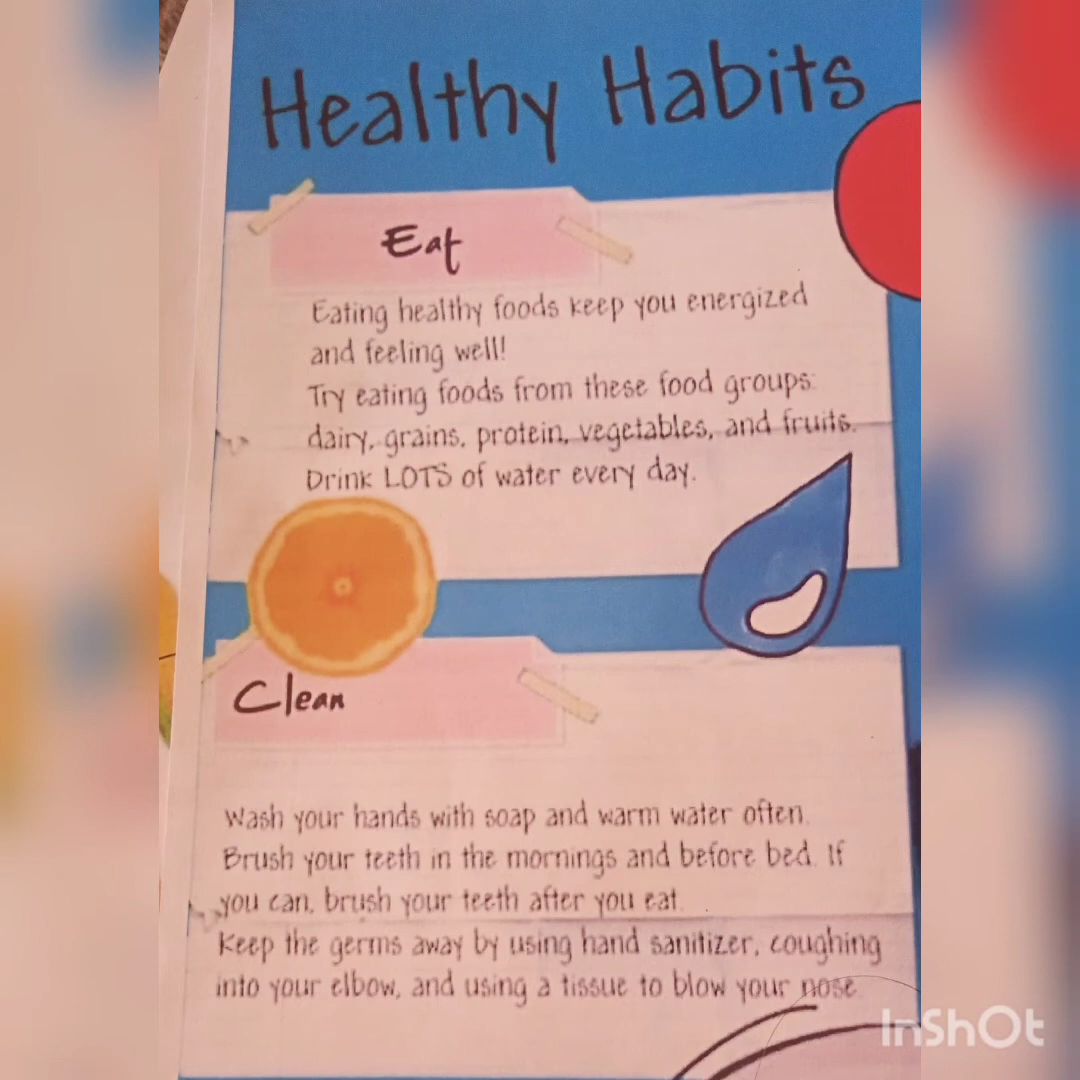 Healthy Habits
Eat
Eating healthy foods keep you energized
and feeling well!
Try eating foods from these food groups:
dairy, grains, protein, vegetables, and fruits.
Drink LOTS of water every day.
Clean
Wash your hands with soap and warm water often.
Brush your teeth in the mornings and before bed. If
you can, brush your teeth after you eat.
Keep the germs away by using hand sanitizer, coughing
into your elbow, and using a tissue to blow your nose.
InShOt